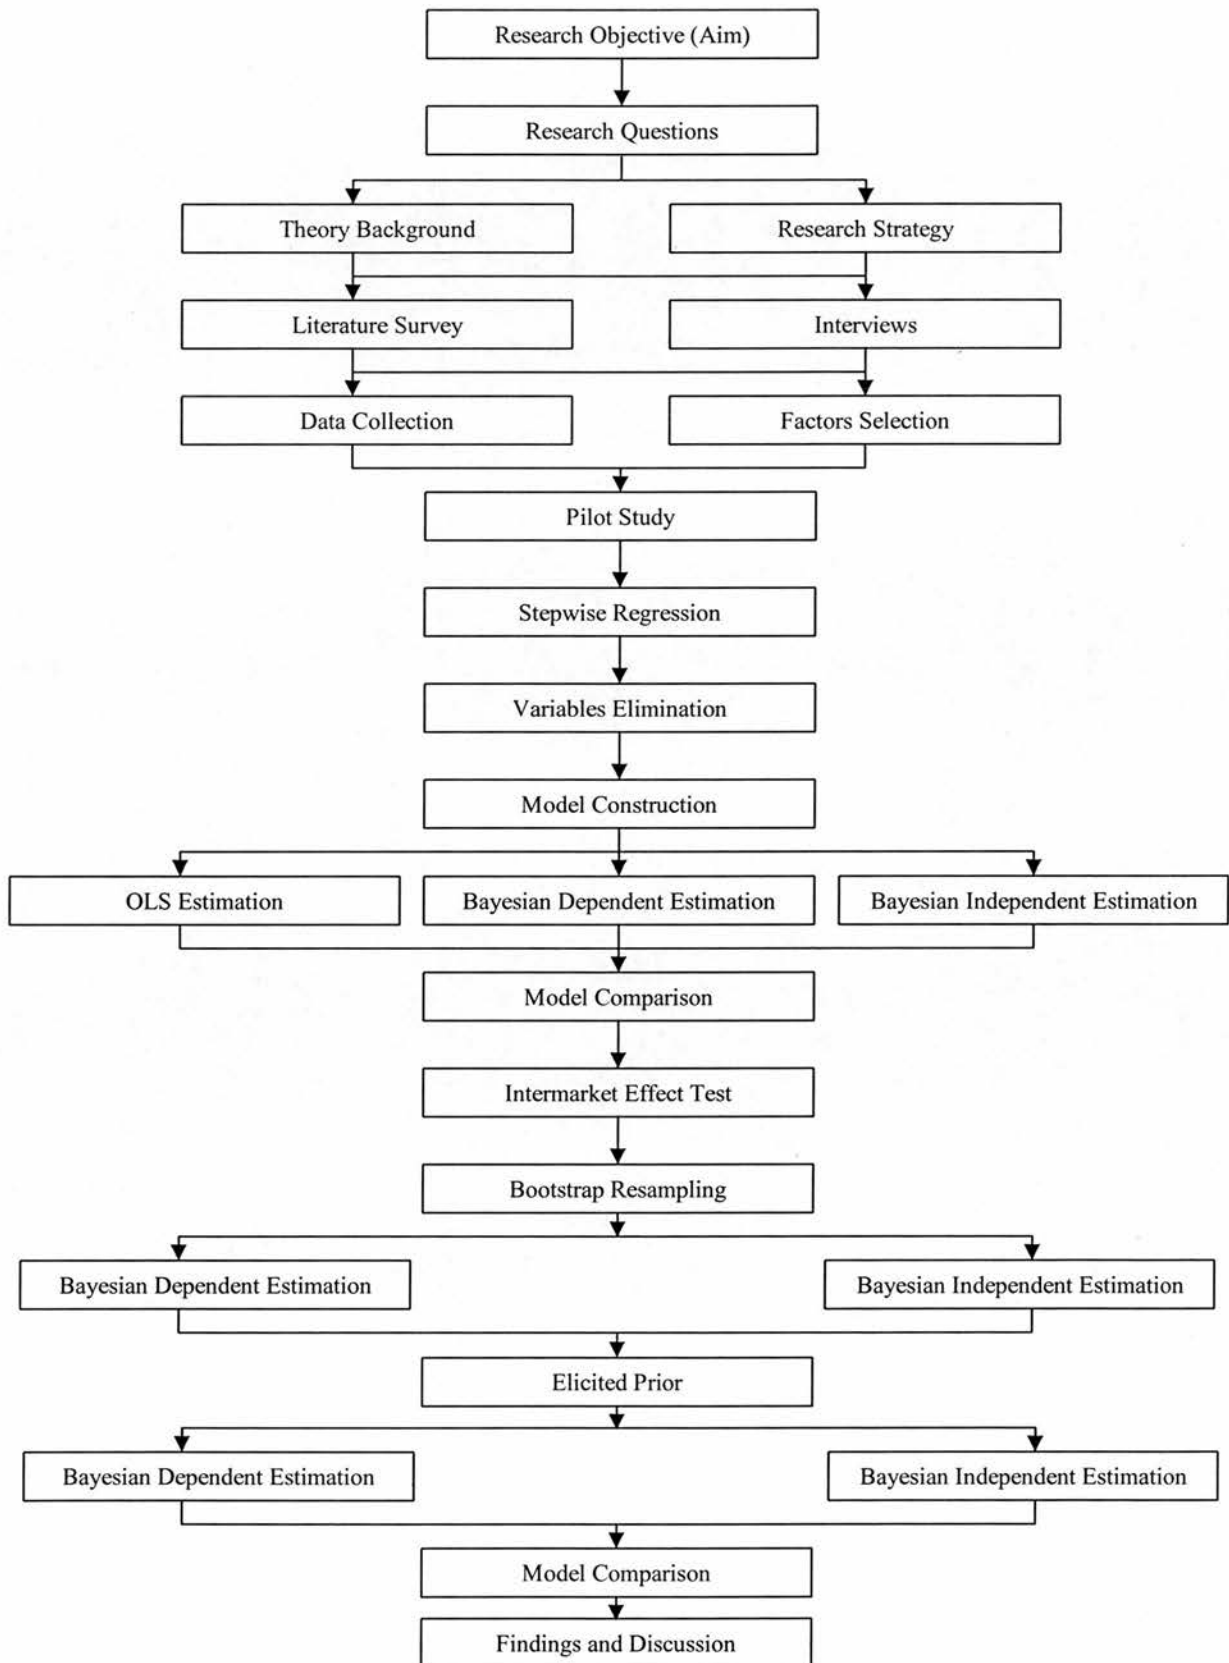 Research Objective (Aim)
Research Questions
Theory Background
Research Strategy
Literature Survey
Interviews
Data Collection
Factors Selection
Pilot Study
Stepwise Regression
Variables Elimination
Model Construction
OLS Estimation
Bayesian Dependent Estimation
Bayesian Independent Estimation
Model Comparison
Intermarket Effect Test
Bootstrap Resampling
Bayesian Dependent Estimation
Bayesian Independent Estimation
Elicited Prior
Bayesian Dependent Estimation
Bayesian Independent Estimation
Model Comparison
Findings and Discussion